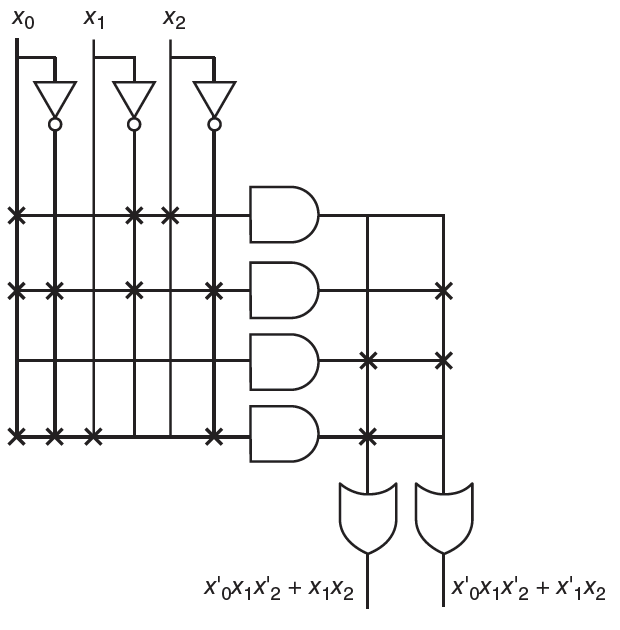 x₀ x₁ x₂
x'₀x₁x'₂ + x₁x₂ x'₀x₁x'₂ + x'₁x₂